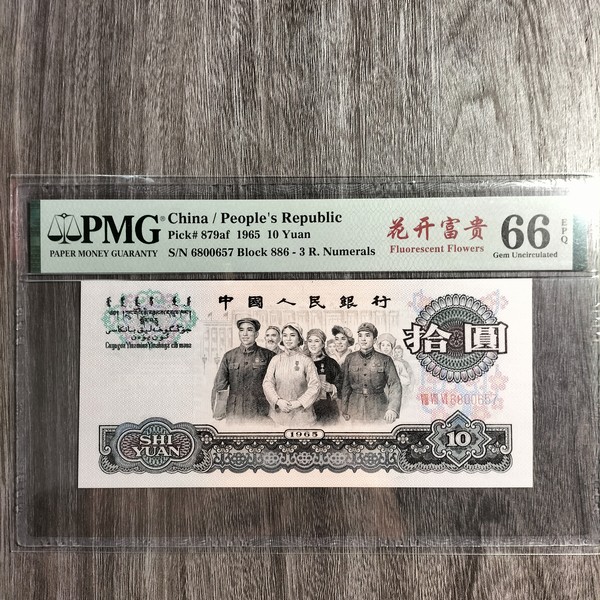 PMG
PAPER MONEY GUARANTY
China / People's Republic
Pick# 879af 1965 10 Yuan
S/N 6800657 Block 886 - 3 R. Numerals
花开富贵
Fluorescent Flowers
66
EPQ
Gem Uncirculated
中國人民銀行
拾圓
6800657
1965
SHI
YUAN
10